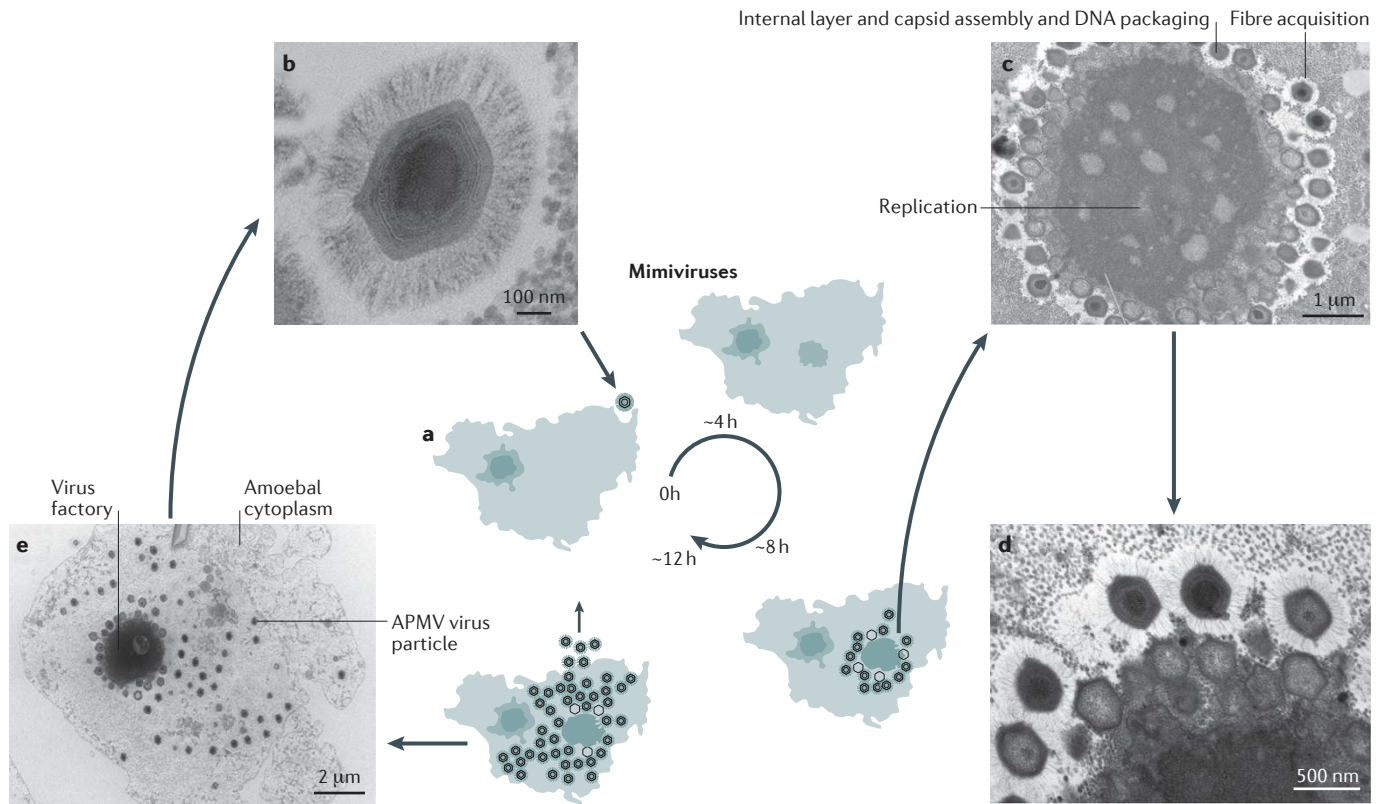 Internal layer and capsid assembly and DNA packaging
Fibre acquisition
b
100 nm
c
Replication
1 μm
Mimiviruses
a
~4 h
0h
~8 h
~12 h
Virus
factory
Amoebal
cytoplasm
e
APMV virus
particle
2 μm
d
500 nm